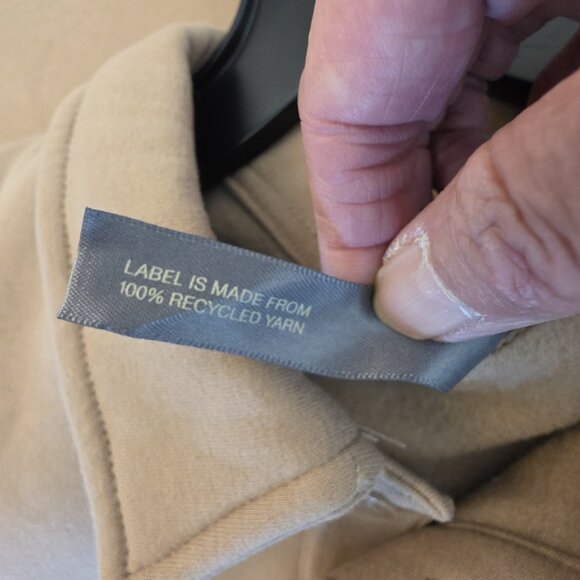 LABEL IS MADE FROM
100% RECYCLED YARN